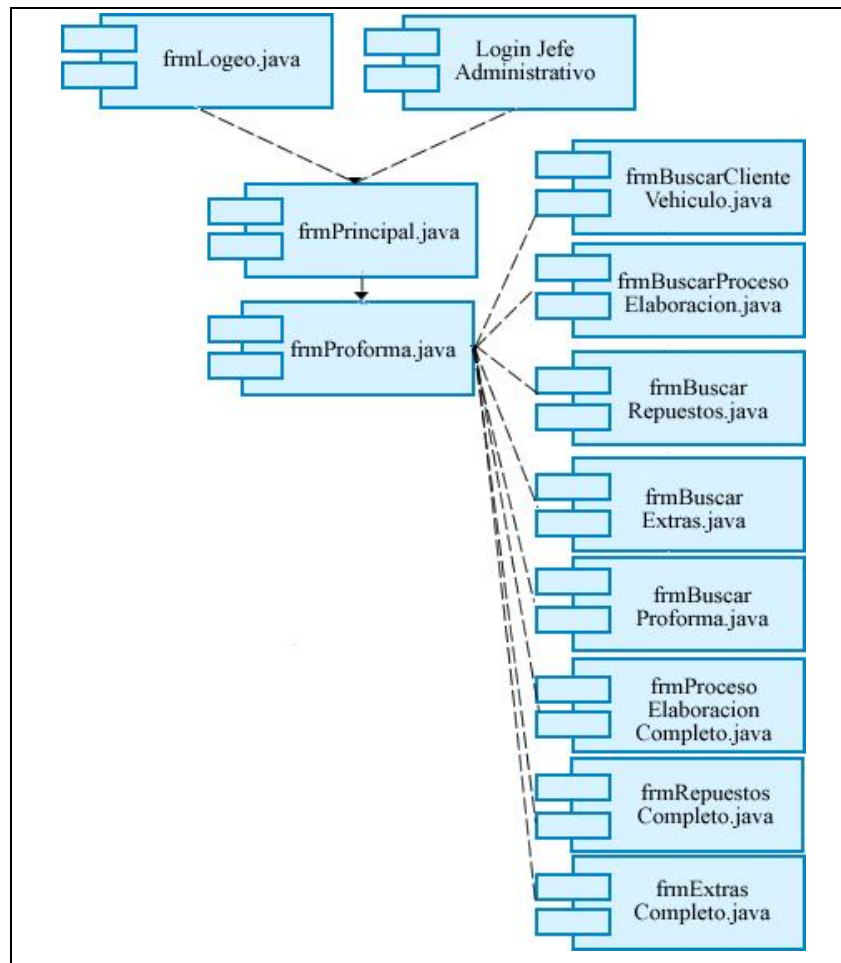 frmLogeo.java
Login Jefe
Administrativo
frmPrincipal.java
frmProforma.java
frmBuscarCliente
Vehiculo.java
frmBuscarProceso
Elaboracion.java
frmBuscar
Repuestos.java
frmBuscar
Extras.java
frmBuscar
Proforma.java
frmProceso
Elaboracion
Completo.java
frmRepuestos
Completo.java
frmExtras
Completo.java